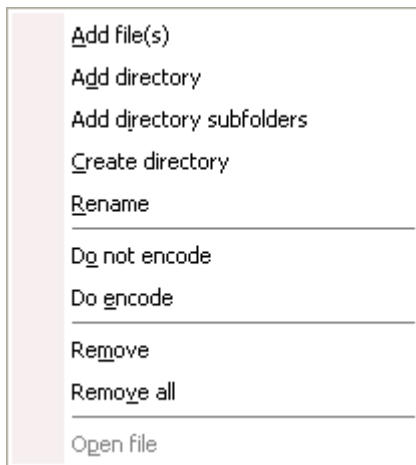 Add file(s)
Add directory
Add directory subfolders
Create directory
Rename
Do not encode
Do encode
Remove
Remove all
Open file